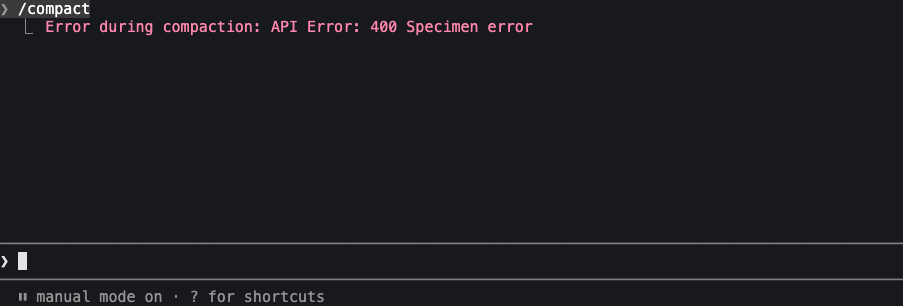 ❯ /compact
⎿ Error during compaction: API Error: 400 Specimen error
❯
⏸ manual mode on · ? for shortcuts